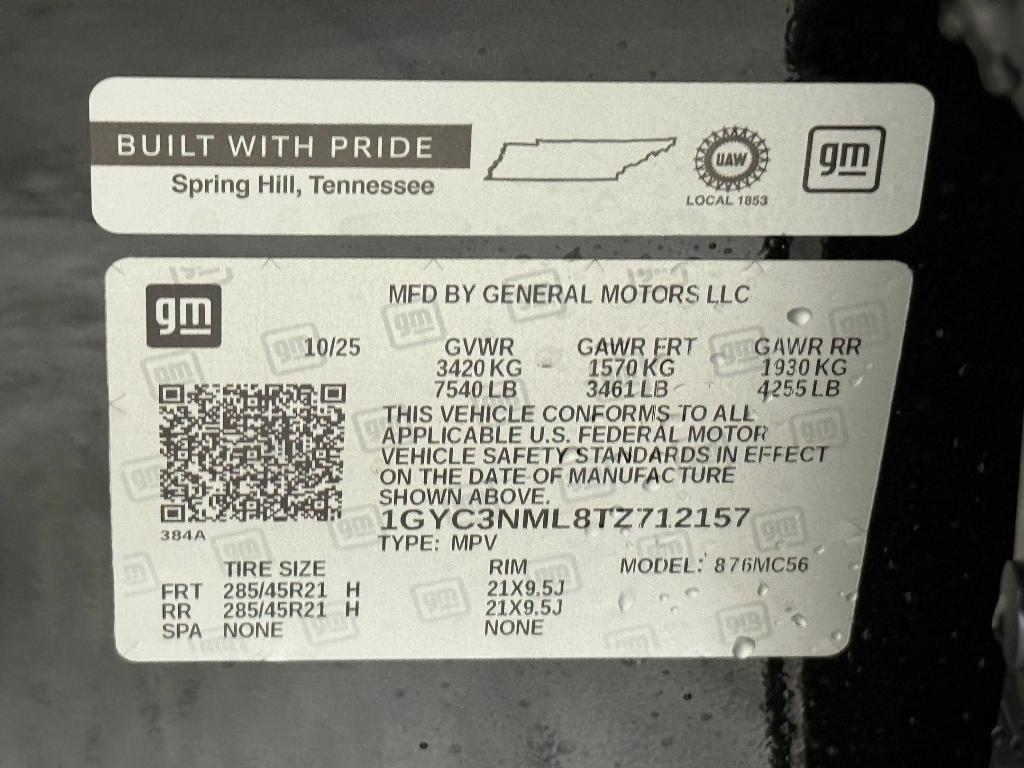 BUILT WITH PRIDE
Spring Hill, Tennessee
UAW
LOCAL 1853
gm
gm
MFD BY GENERAL MOTORS LLC
10/25 GVWR GAWR FRT GAWR RR
3420 KG 1570 KG 1930 KG
7540 LB 3461 LB 4255 LB
THIS VEHICLE CONFORMS TO ALL
APPLICABLE U.S. FEDERAL MOTOR
VEHICLE SAFETY STANDARDS IN EFFECT
ON THE DATE OF MANUFACTURE
SHOWN ABOVE.
1GYC3NML8TZ712157
384A
TYPE: MPV
TIRE SIZE RIM MODEL: 876MC56
FRT 285/45R21 H 21X9.5J
RR 285/45R21 H 21X9.5J
SPA NONE NONE